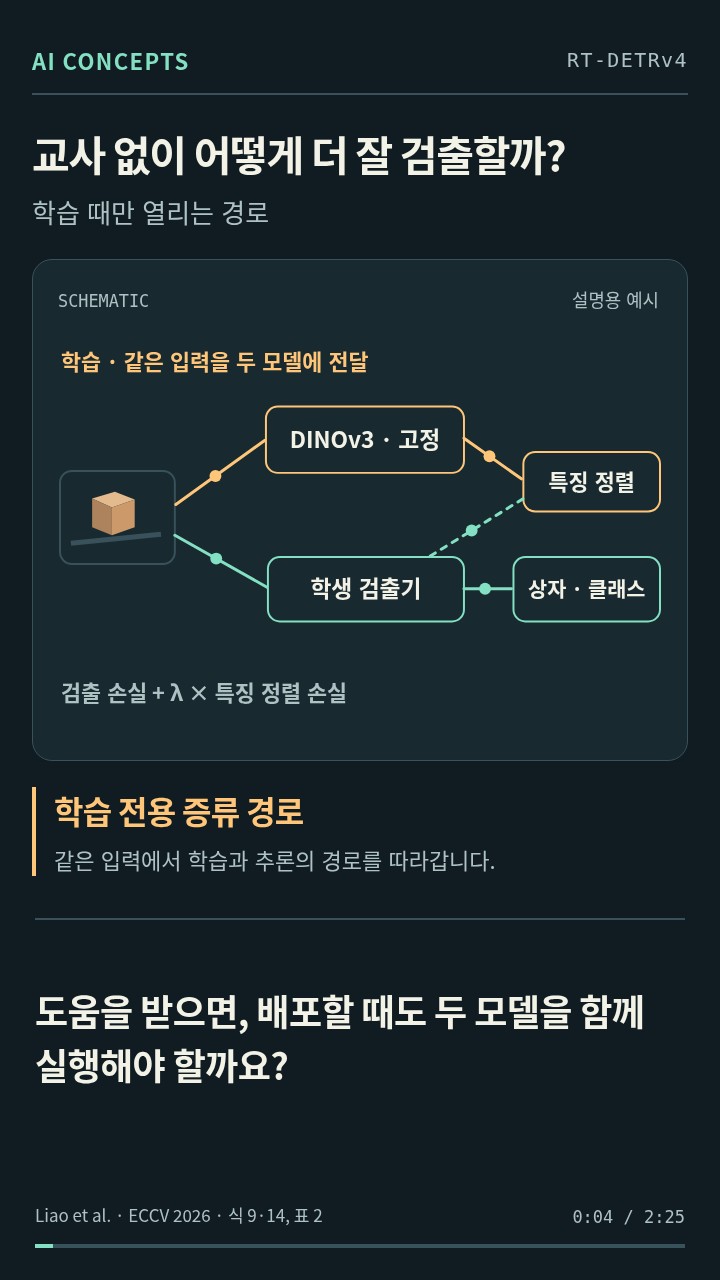 AI CONCEPTS
RT-DETRv4
교사 없이 어떻게 더 잘 검출할까?
학습 때만 열리는 경로
SCHEMATIC
설명용 예시
학습 · 같은 입력을 두 모델에 전달
DINOv3 · 고정
특징 정렬
학생 검출기
상자 · 클래스
검출 손실 + λ × 특징 정렬 손실
학습 전용 증류 경로
같은 입력에서 학습과 추론의 경로를 따라갑니다.
도움을 받으면, 배포할 때도 두 모델을 함께
실행해야 할까요?
Liao et al. · ECCV 2026 · 식 9·14, 표 2
0:04 / 2:25